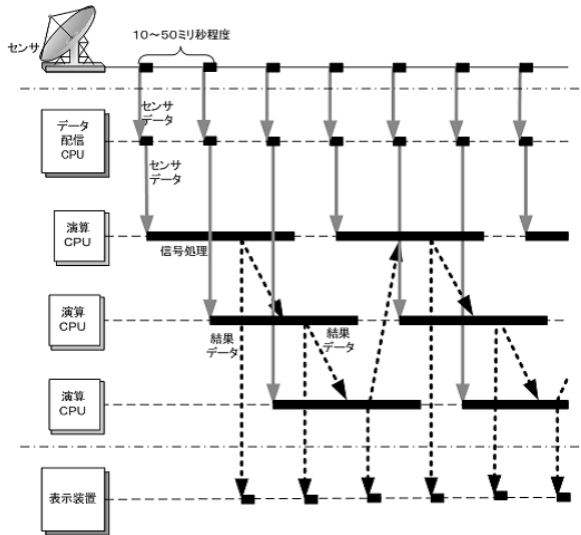 センサ
10～50ミリ秒程度
センサ
データ
データ
配信
CPU
センサ
データ
演算
CPU
信号処理
演算
CPU
結果
データ
結果
データ
演算
CPU
表示装置